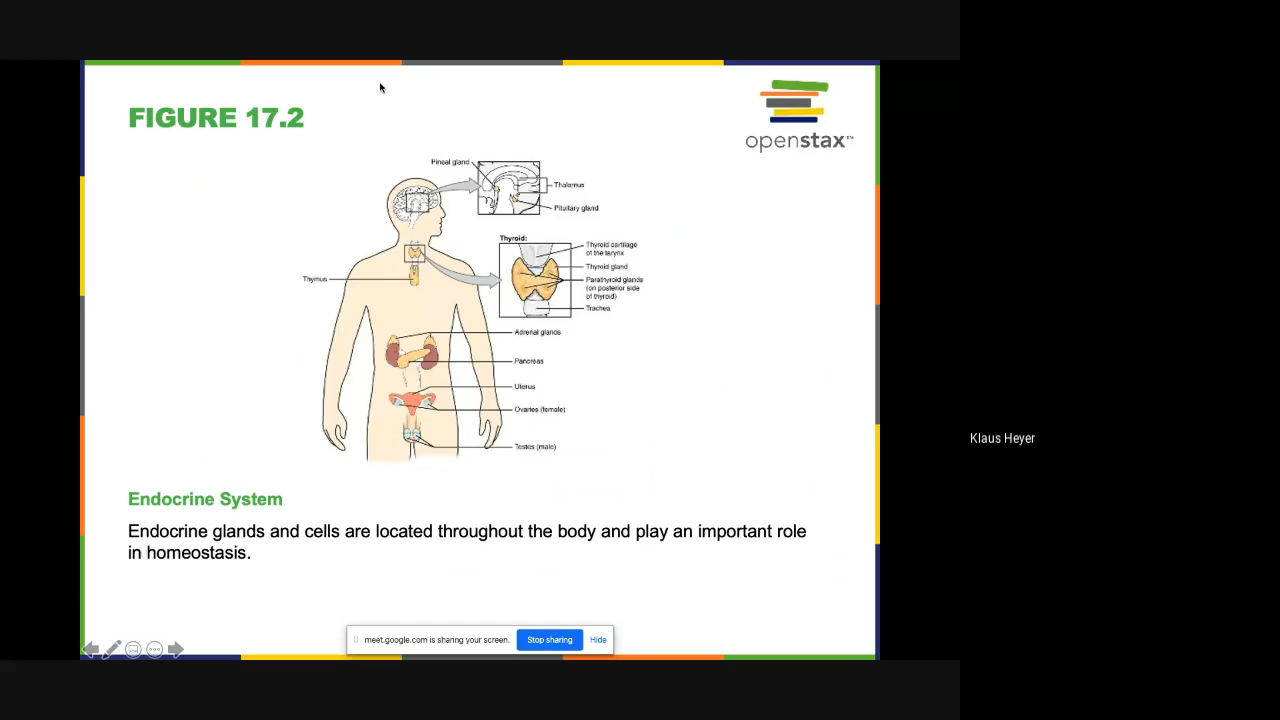 FIGURE 17.2
openstax™
Pineal gland
Thalamus
Pituitary gland
Thyroid:
Thyroid cartilage
of the larynx
Thyroid gland
Parathyroid glands
(on posterior side
of thyroid)
Trachea
Thymus
Adrenal glands
Pancreas
Uterus
Ovaries (female)
Testes (male)
Klaus Heyer
Endocrine System
Endocrine glands and cells are located throughout the body and play an important role
in homeostasis.
meet.google.com is sharing your screen.
Stop sharing
Hide